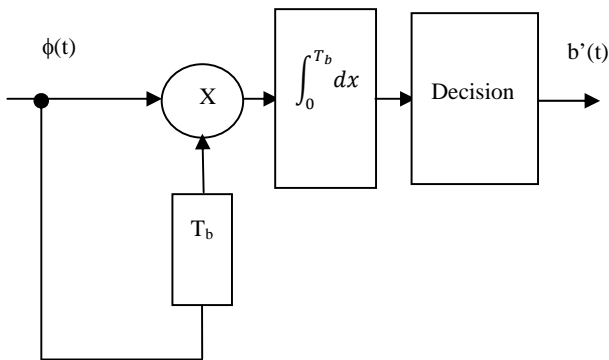 ϕ(t)
b’(t)
X
∫₀^{T_b} dx
Decision
T_b